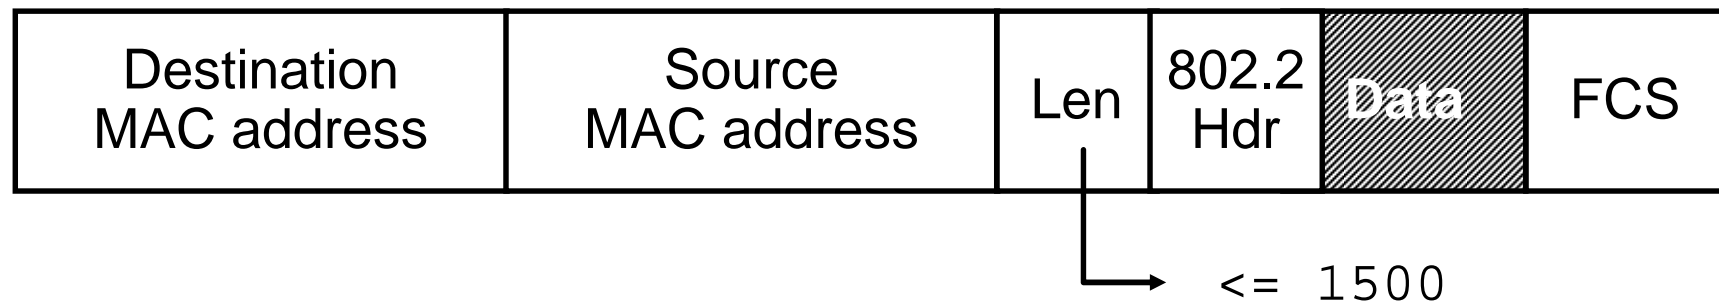 Destination
MAC address
Source
MAC address
Len
802.2
Hdr
Data
FCS
<= 1500